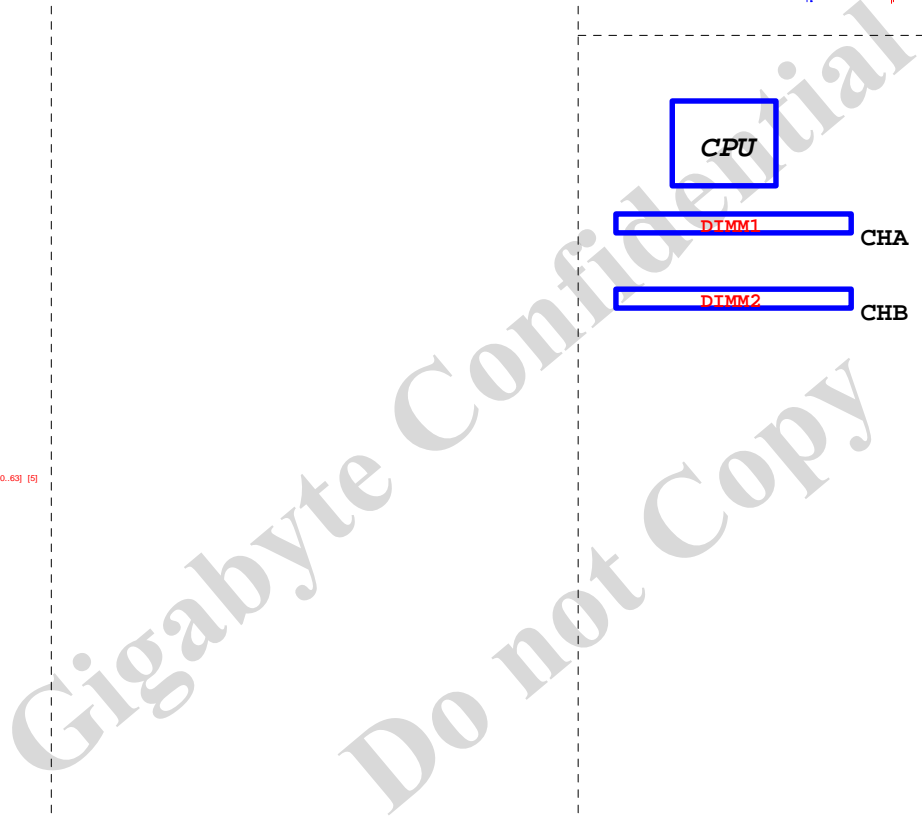 CPU
DIMM1
CHA
DIMM2
CHB
0..63] [5]
Gigabyte Confidential
Do not Copy